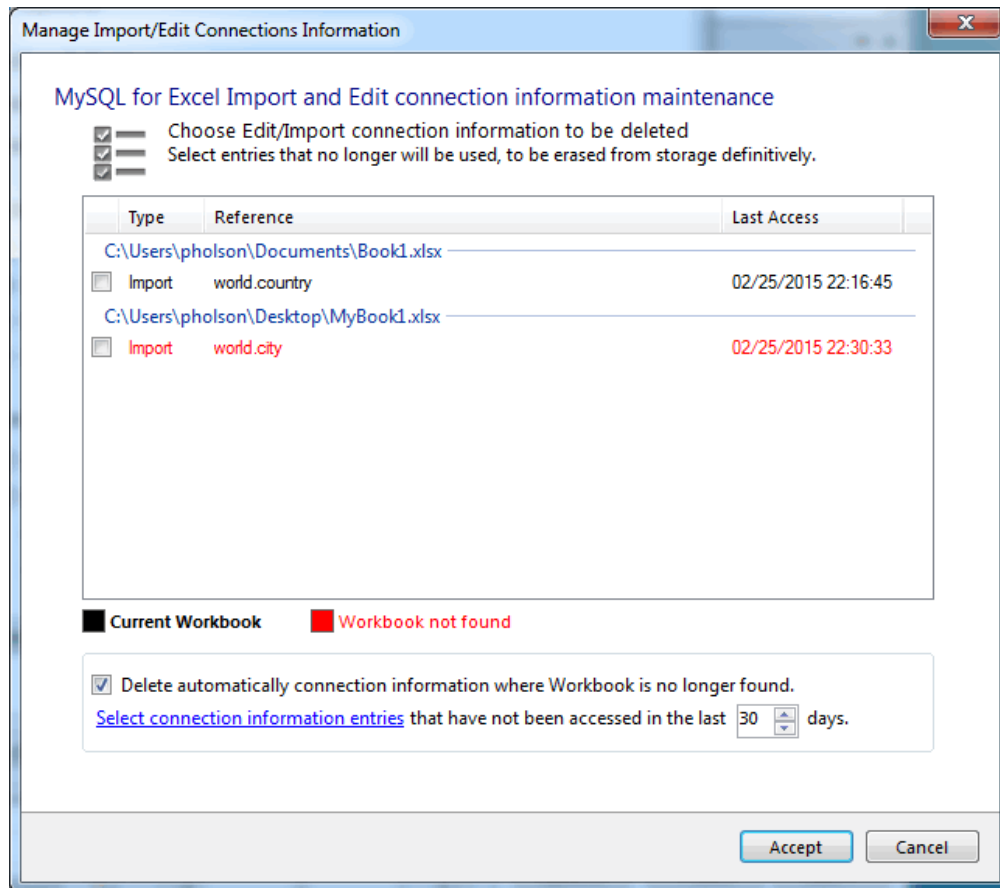 Manage Import/Edit Connections Information
X
MySQL for Excel Import and Edit connection information maintenance
Choose Edit/Import connection information to be deleted
Select entries that no longer will be used, to be erased from storage definitively.
Type Reference Last Access
C:\Users\pholson\Documents\Book1.xlsx
Import world.country 02/25/2015 22:16:45
C:\Users\pholson\Desktop\MyBook1.xlsx
Import world.city 02/25/2015 22:30:33
Current Workbook Workbook not found
Delete automatically connection information where Workbook is no longer found.
Select connection information entries that have not been accessed in the last 30 days.
Accept Cancel